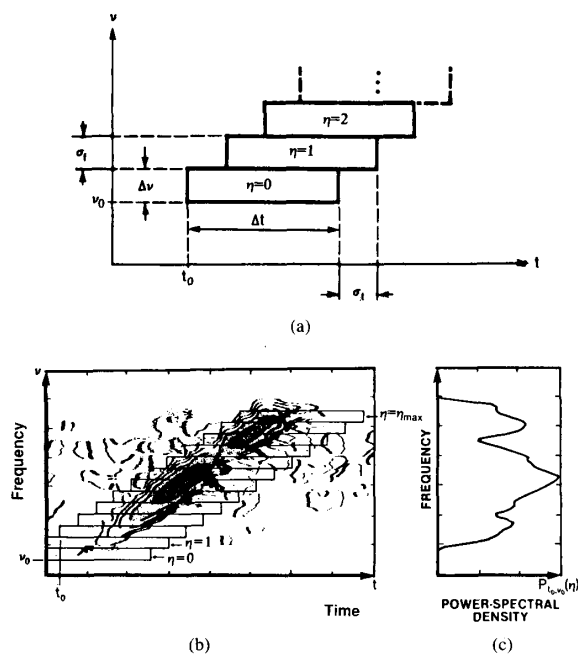 ν
η=2
η=1
η=0
σf
Δν
ν0
Δt
t
t0
σt
(a)
ν
Frequency
η=ηmax
η=1
η=0
ν0
t0
t
Time
(b)
FREQUENCY
Pt0,ν0(η)
POWER-SPECTRAL
DENSITY
(c)